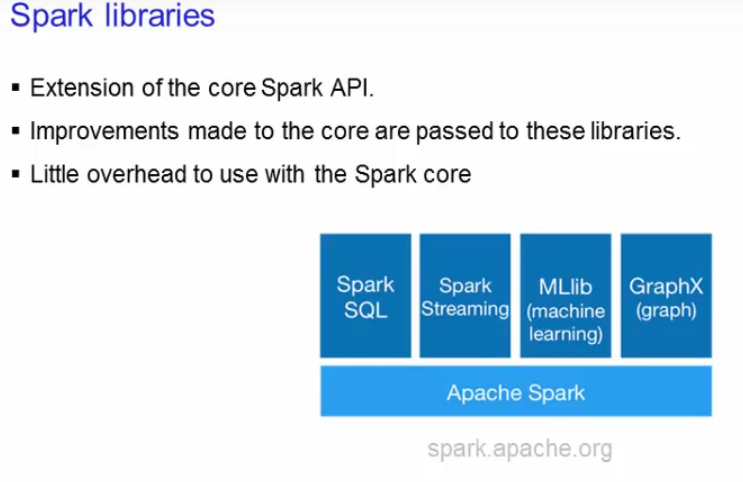 Spark libraries
▪ Extension of the core Spark API.
▪ Improvements made to the core are passed to these libraries.
▪ Little overhead to use with the Spark core
Spark
SQL
Spark
Streaming
MLlib
(machine
learning)
GraphX
(graph)
Apache Spark
spark.apache.org